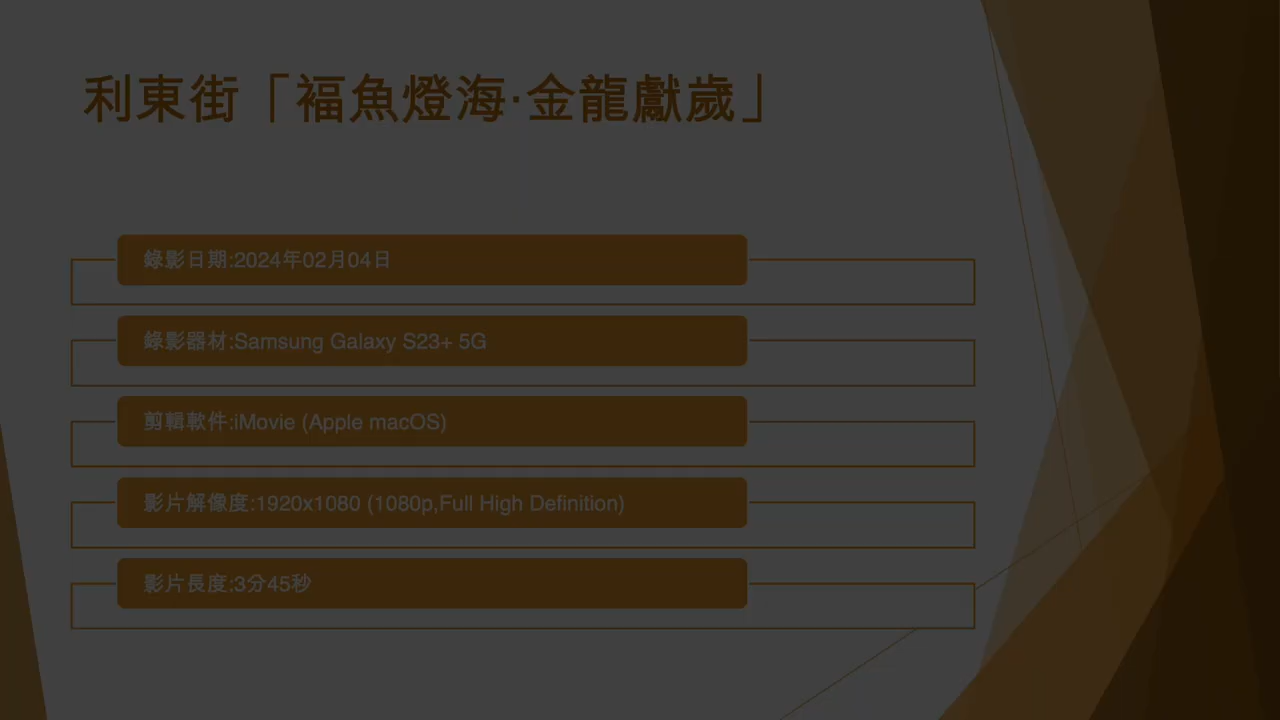 利東街「褔魚燈海·金龍獻歲」
錄影日期:2024年02月04日
錄影器材:Samsung Galaxy S23+ 5G
剪輯軟件:iMovie (Apple macOS)
影片解像度:1920x1080 (1080p,Full High Definition)
影片長度:3分45秒